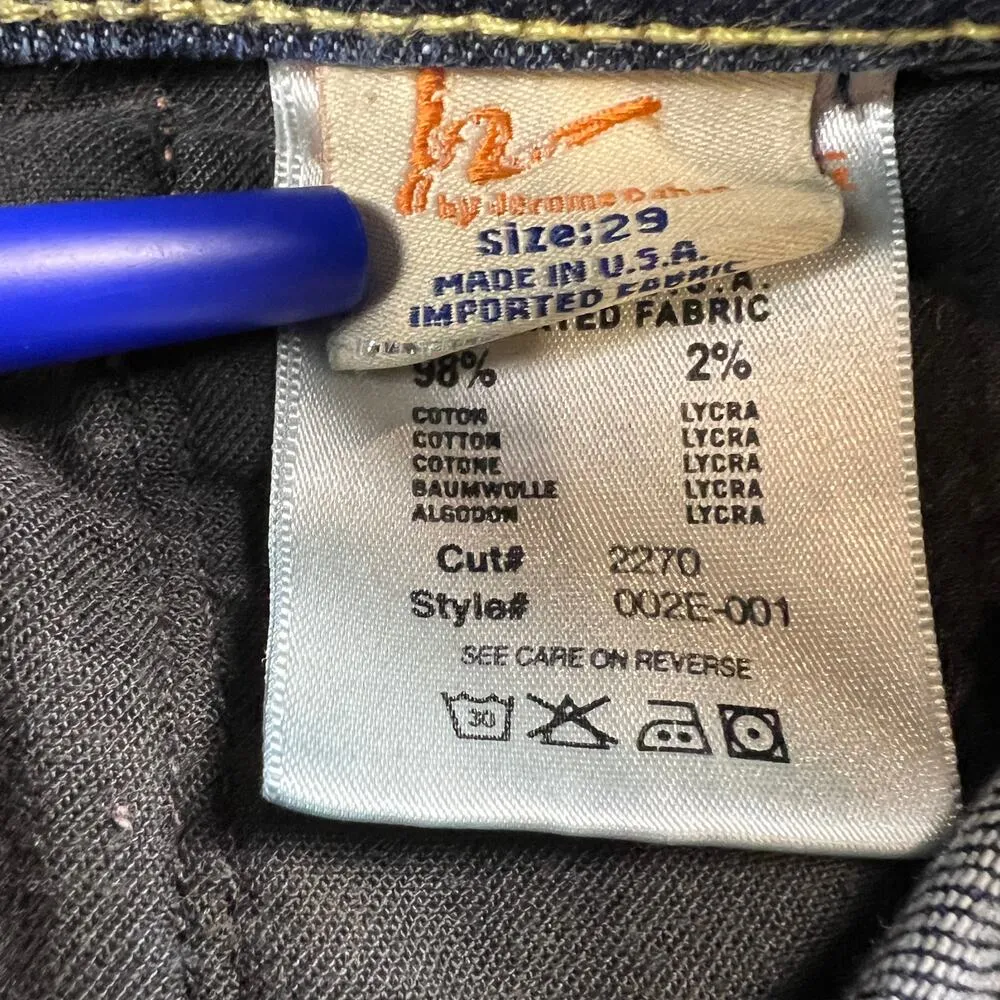 by Jerome
Size:29
MADE IN U.S.A.
IMPORTED FABRIC
.A.
TED FABRIC
98% 2%
COTON LYCRA
COTTON LYCRA
COTONE LYCRA
BAUMWOLLE LYCRA
ALGODON LYCRA
Cut# 2270
Style# 002E-001
SEE CARE ON REVERSE
30